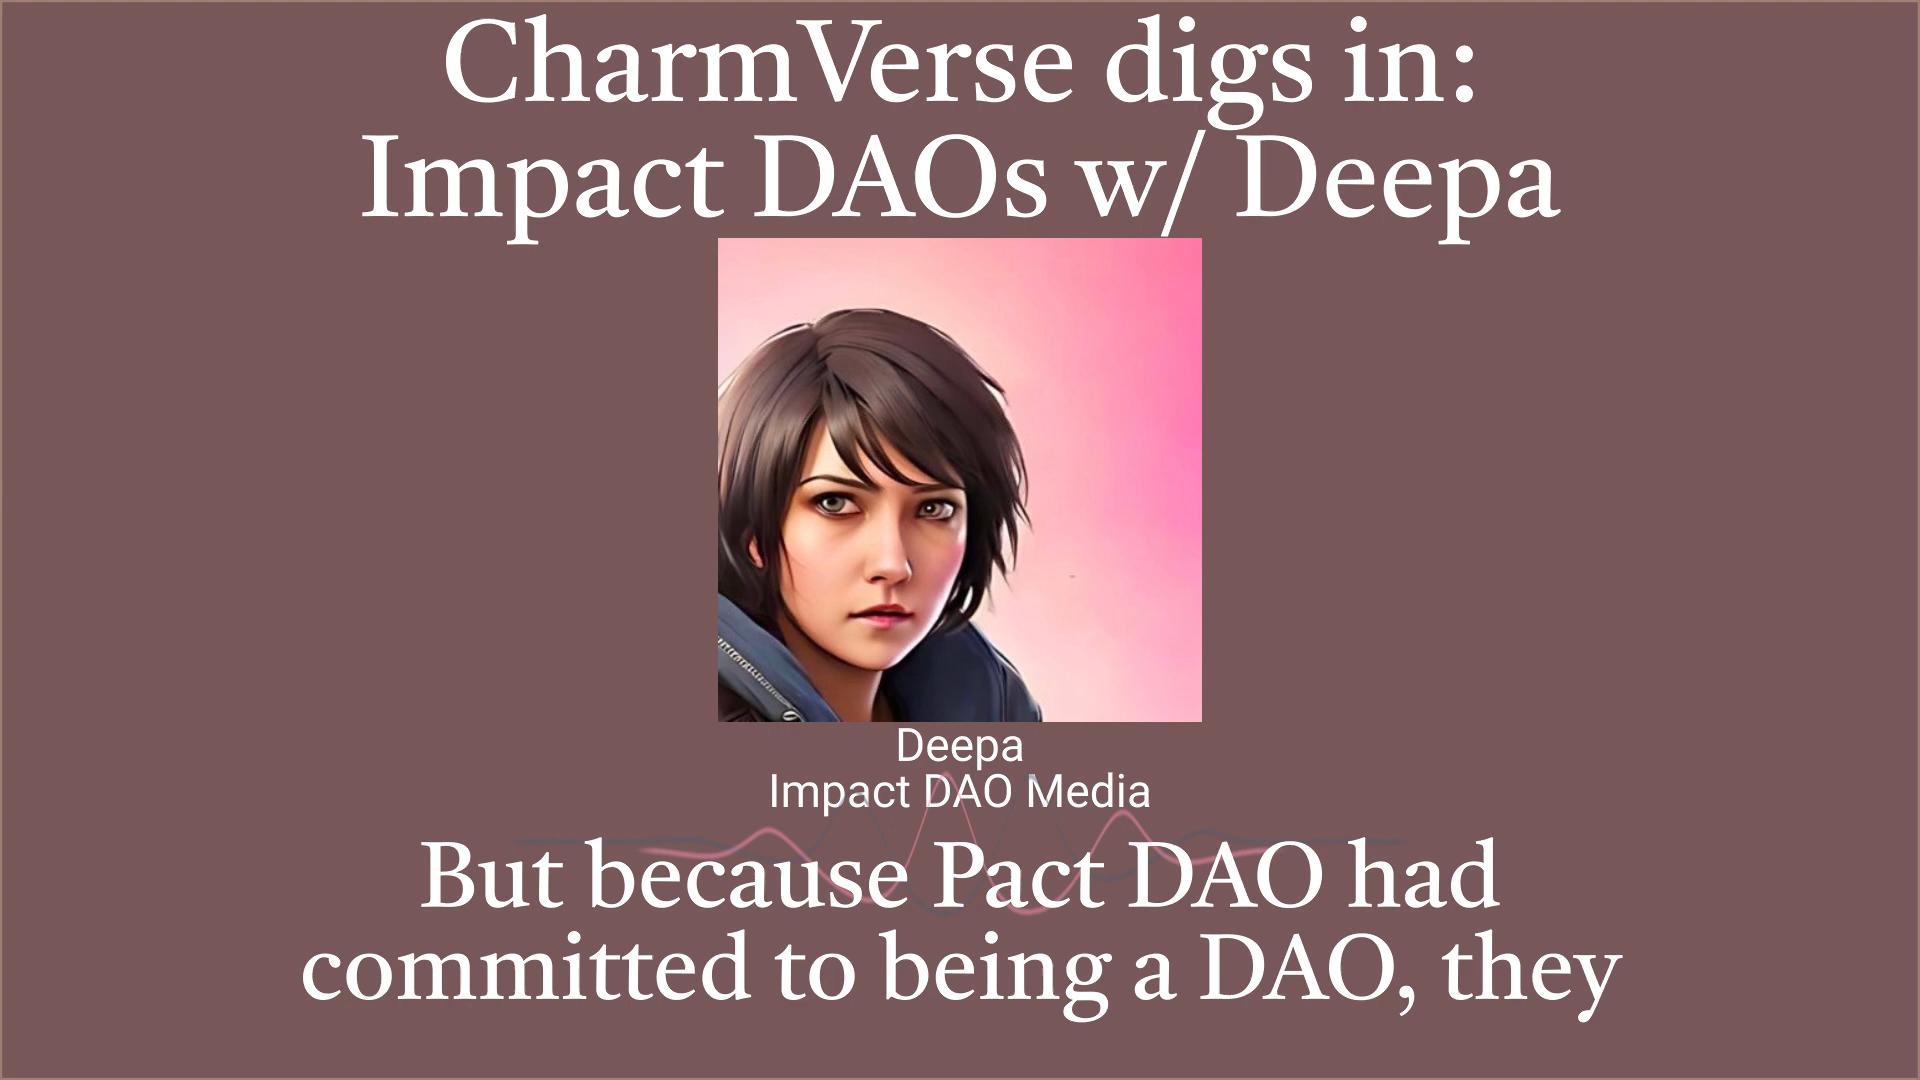 CharmVerse digs in:
Impact DAOs w/ Deepa
Deepa
Impact DAO Media
But because Pact DAO had
committed to being a DAO, they